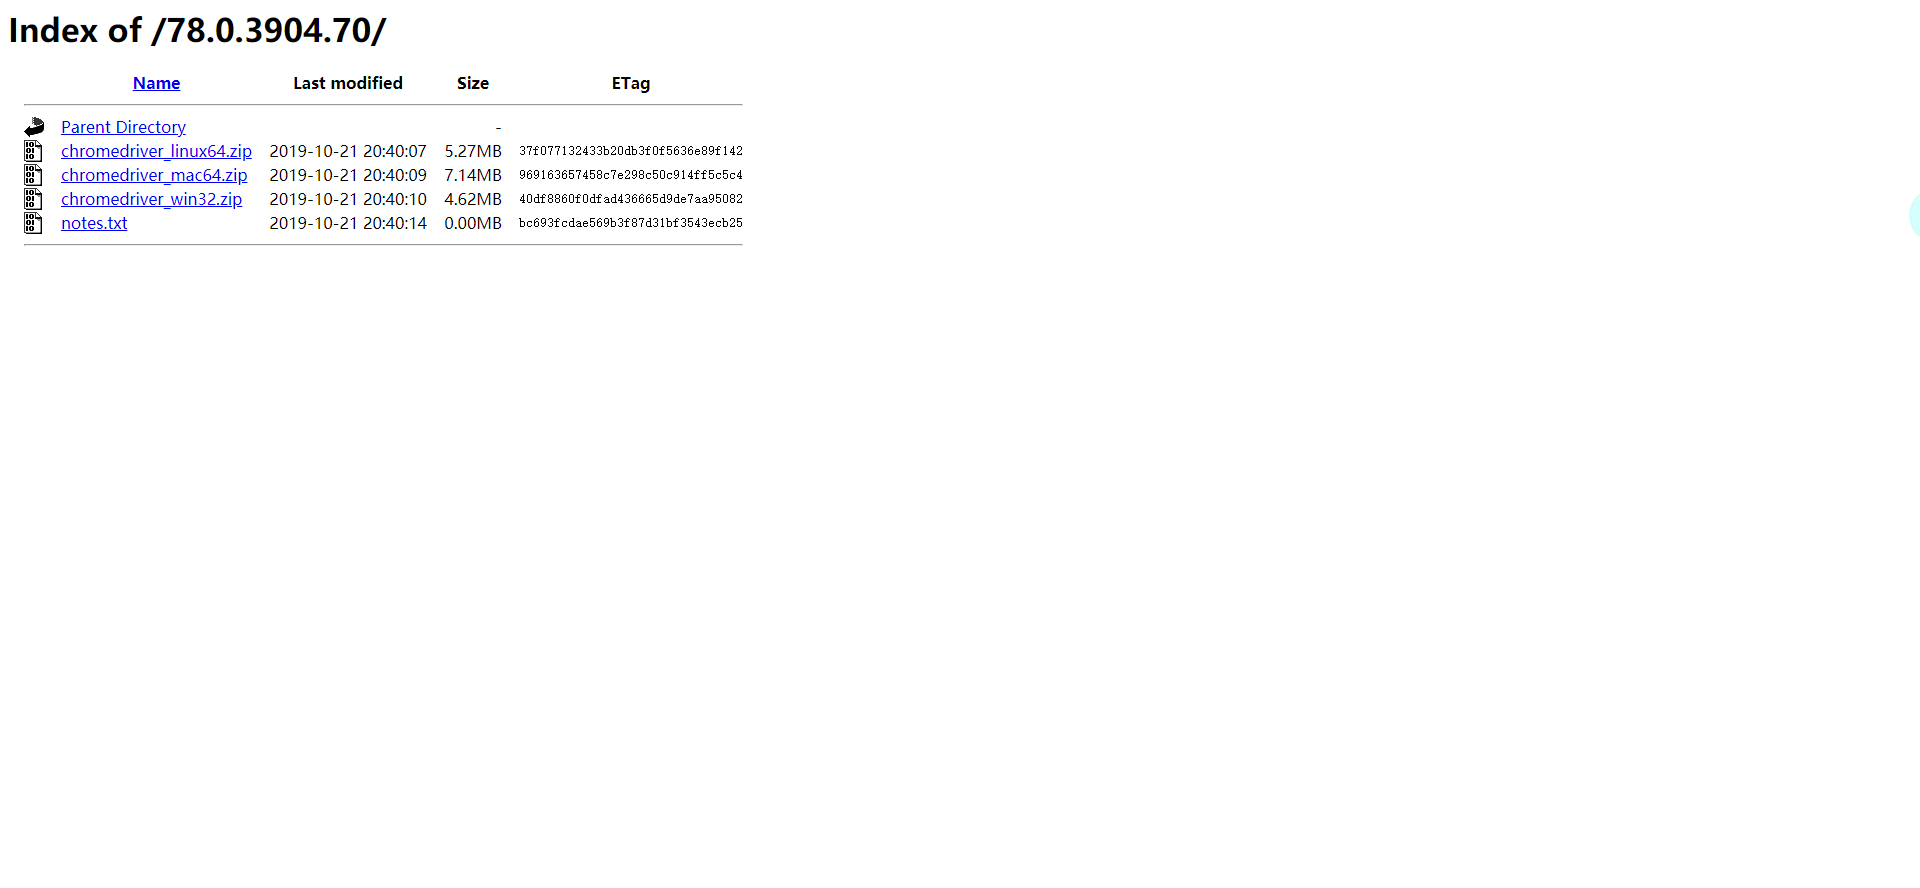 Index of /78.0.3904.70/
Name Last modified Size ETag
Parent Directory -
chromedriver_linux64.zip 2019-10-21 20:40:07 5.27MB 37f077132433b20db3f0f5636e89f142
chromedriver_mac64.zip 2019-10-21 20:40:09 7.14MB 969163657458c7e298c50c914ff5c5c4
chromedriver_win32.zip 2019-10-21 20:40:10 4.62MB 40df8860f0dfad436665d9de7aa95082
notes.txt 2019-10-21 20:40:14 0.00MB bc693fcdae569b3f87d31bf3543ecb25